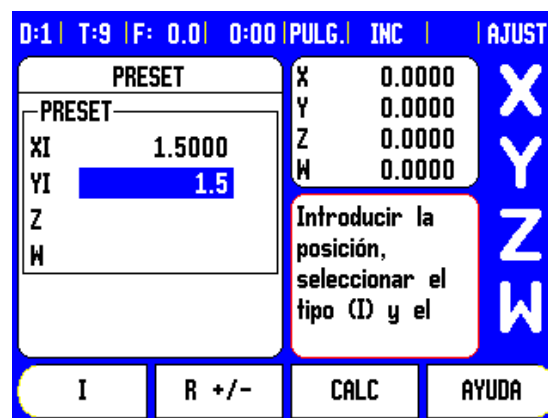 D:1 | T:9 | F: 0.0 | 0:00 | PULG. | INC | | AJUST
PRESET
PRESET
XI 1.5000
YI 1.5
Z
W
X 0.0000
Y 0.0000
Z 0.0000
W 0.0000
Introducir la
posición,
seleccionar el
tipo (I) y el
X
Y
Z
W
I
R +/-
CALC
AYUDA